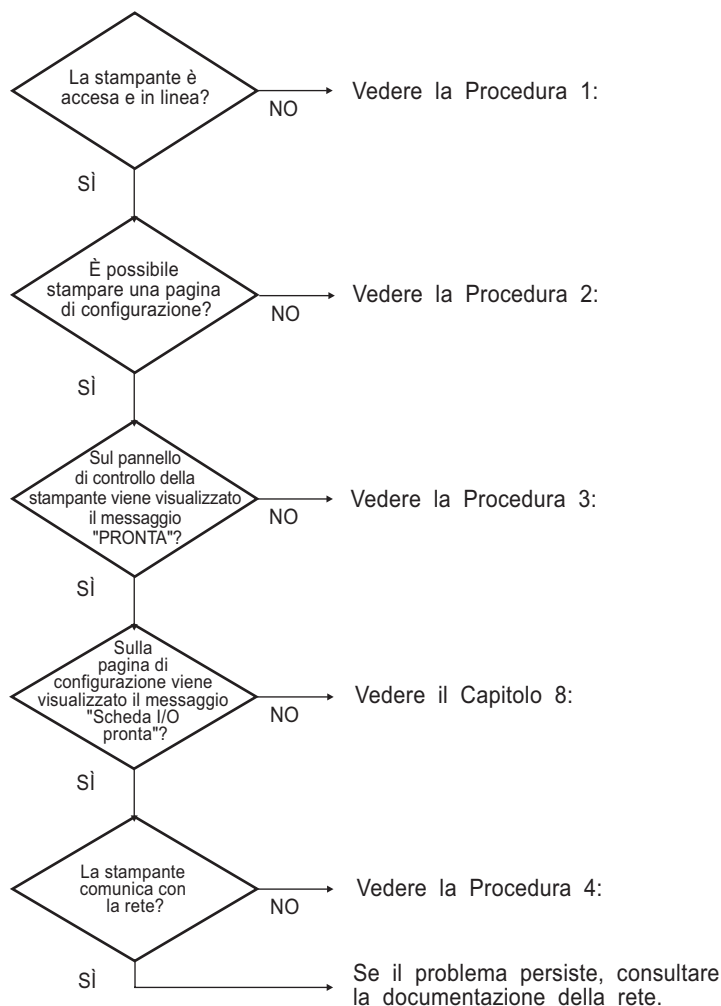 La stampante è
accesa e in linea?
NO
Vedere la Procedura 1:
SÌ
È possibile
stampare una pagina
di configurazione?
NO
Vedere la Procedura 2:
SÌ
Sul pannello
di controllo della
stampante viene visualizzato
il messaggio
"PRONTA"?
NO
Vedere la Procedura 3:
SÌ
Sulla
pagina di
configurazione viene
visualizzato il messaggio
"Scheda I/O
pronta"?
NO
Vedere il Capitolo 8:
SÌ
La stampante
comunica con
la rete?
NO
Vedere la Procedura 4:
SÌ
Se il problema persiste, consultare
la documentazione della rete.